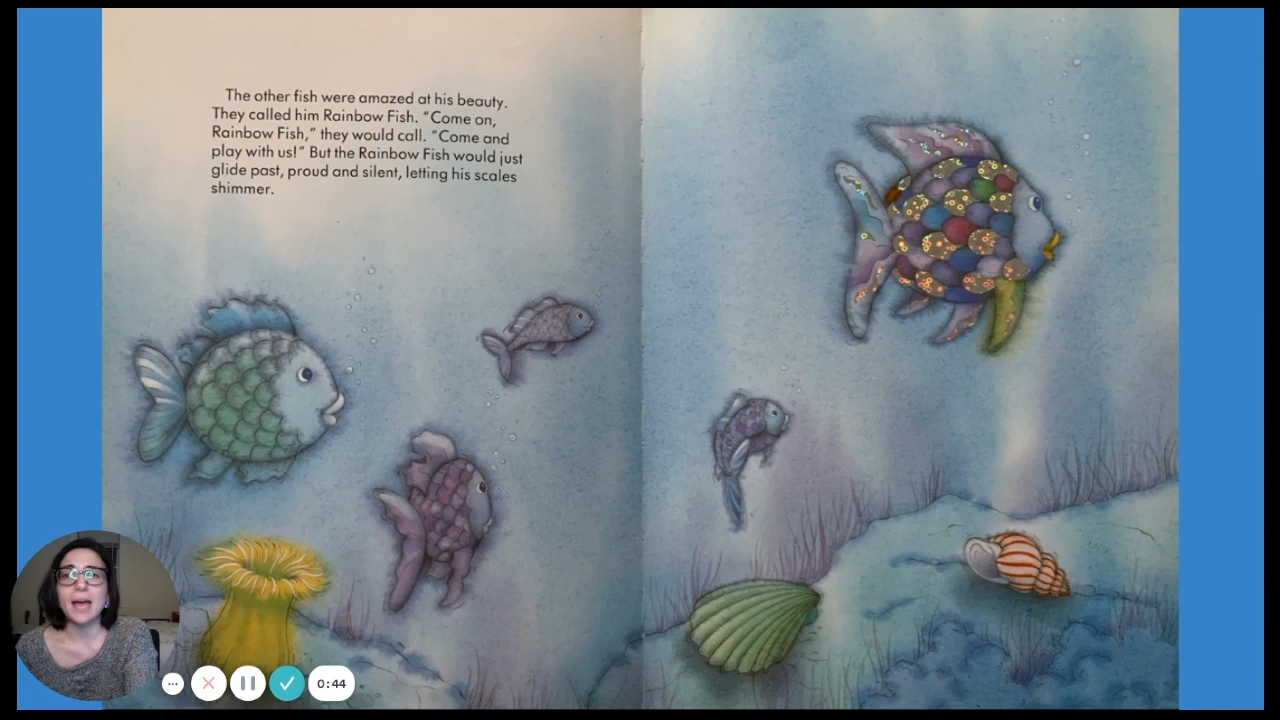 The other fish were amazed at his beauty.
They called him Rainbow Fish. “Come on,
Rainbow Fish,” they would call. “Come and
play with us!” But the Rainbow Fish would just
glide past, proud and silent, letting his scales
shimmer.
0:44